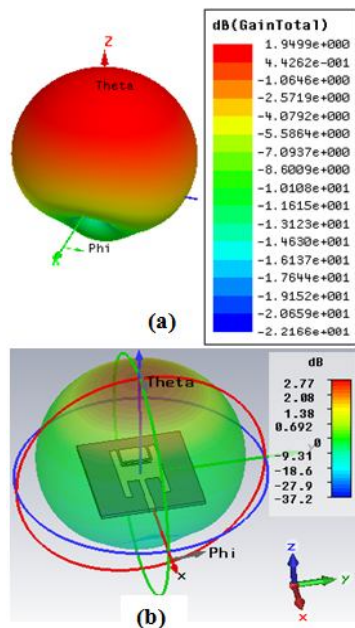 dB(GainTotal)
1.9499e+000
4.4262e-001
-1.0646e+000
-2.5719e+000
-4.0792e+000
-5.5864e+000
-7.0937e+000
-8.6009e+000
-1.0108e+001
-1.1615e+001
-1.3123e+001
-1.4630e+001
-1.6137e+001
-1.7644e+001
-1.9152e+001
-2.0659e+001
-2.2166e+001
Z
Theta
Phi
(a)
dB
2.77
2.08
1.38
0.692
0
-9.31
-18.6
-27.9
-37.2
Theta
Phi
x
z
y
x
(b)